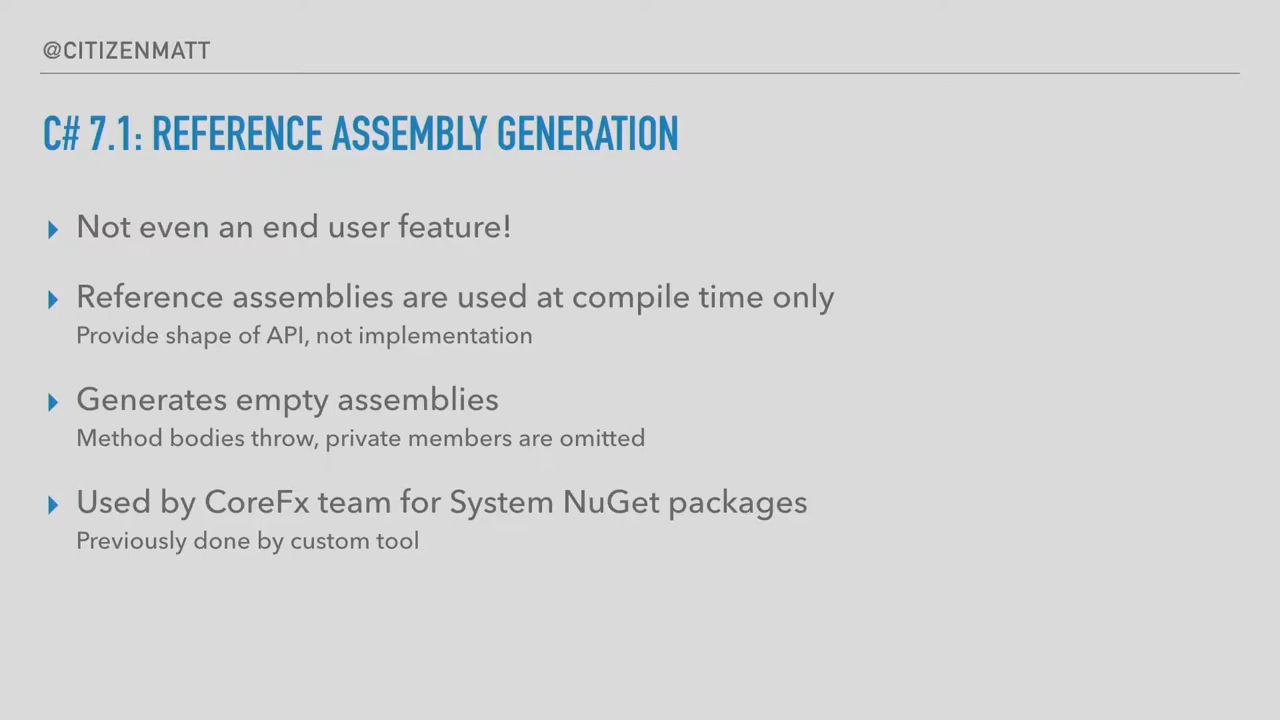 @CITIZENMATT
C# 7.1: REFERENCE ASSEMBLY GENERATION
Not even an end user feature!
Reference assemblies are used at compile time only
Provide shape of API, not implementation
Generates empty assemblies
Method bodies throw, private members are omitted
Used by CoreFx team for System NuGet packages
Previously done by custom tool